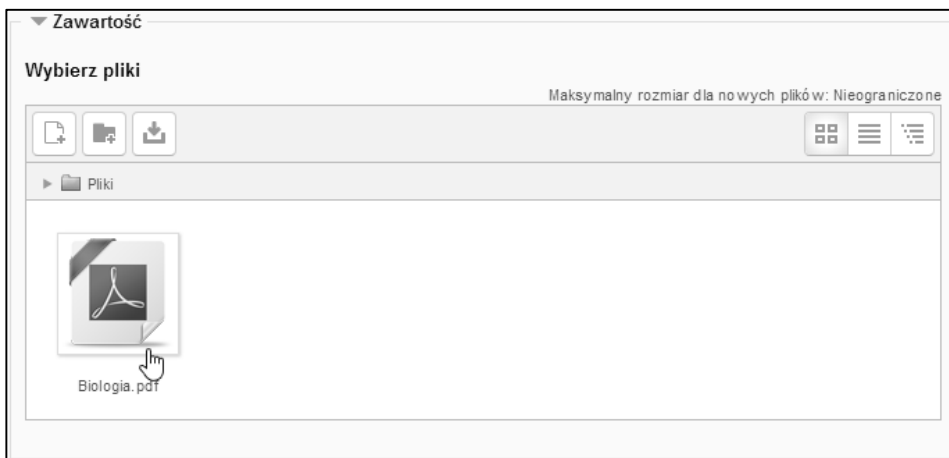 Zawartość
Wybierz pliki
Maksymalny rozmiar dla nowych plików: Nieograniczone
Pliki
Biologia.pdf